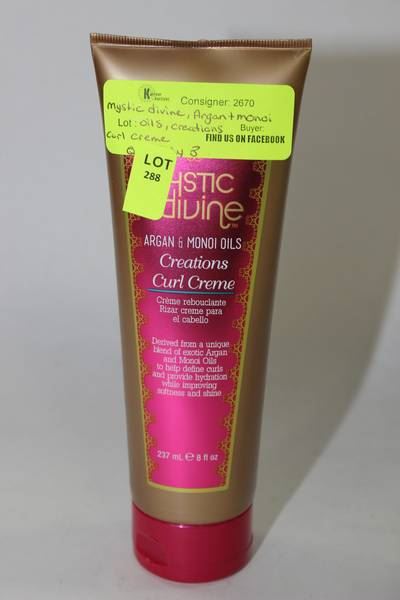 Consigner: 2670
Mystic divine, Argan + monoi
Lot: oils, creations Buyer:
curl creme FIND US ON FACEBOOK
3
LOT
288
YSTIC
divine
ARGAN & MONOI OILS
Creations
Curl Creme
Crème rebouclante
Rizar creme para
el cabello
Derived from a unique
blend of exotic Argan
and Monoi Oils
to help define curls
and provide hydration
while improving
softness and shine
237 mL ℮ 8 fl oz